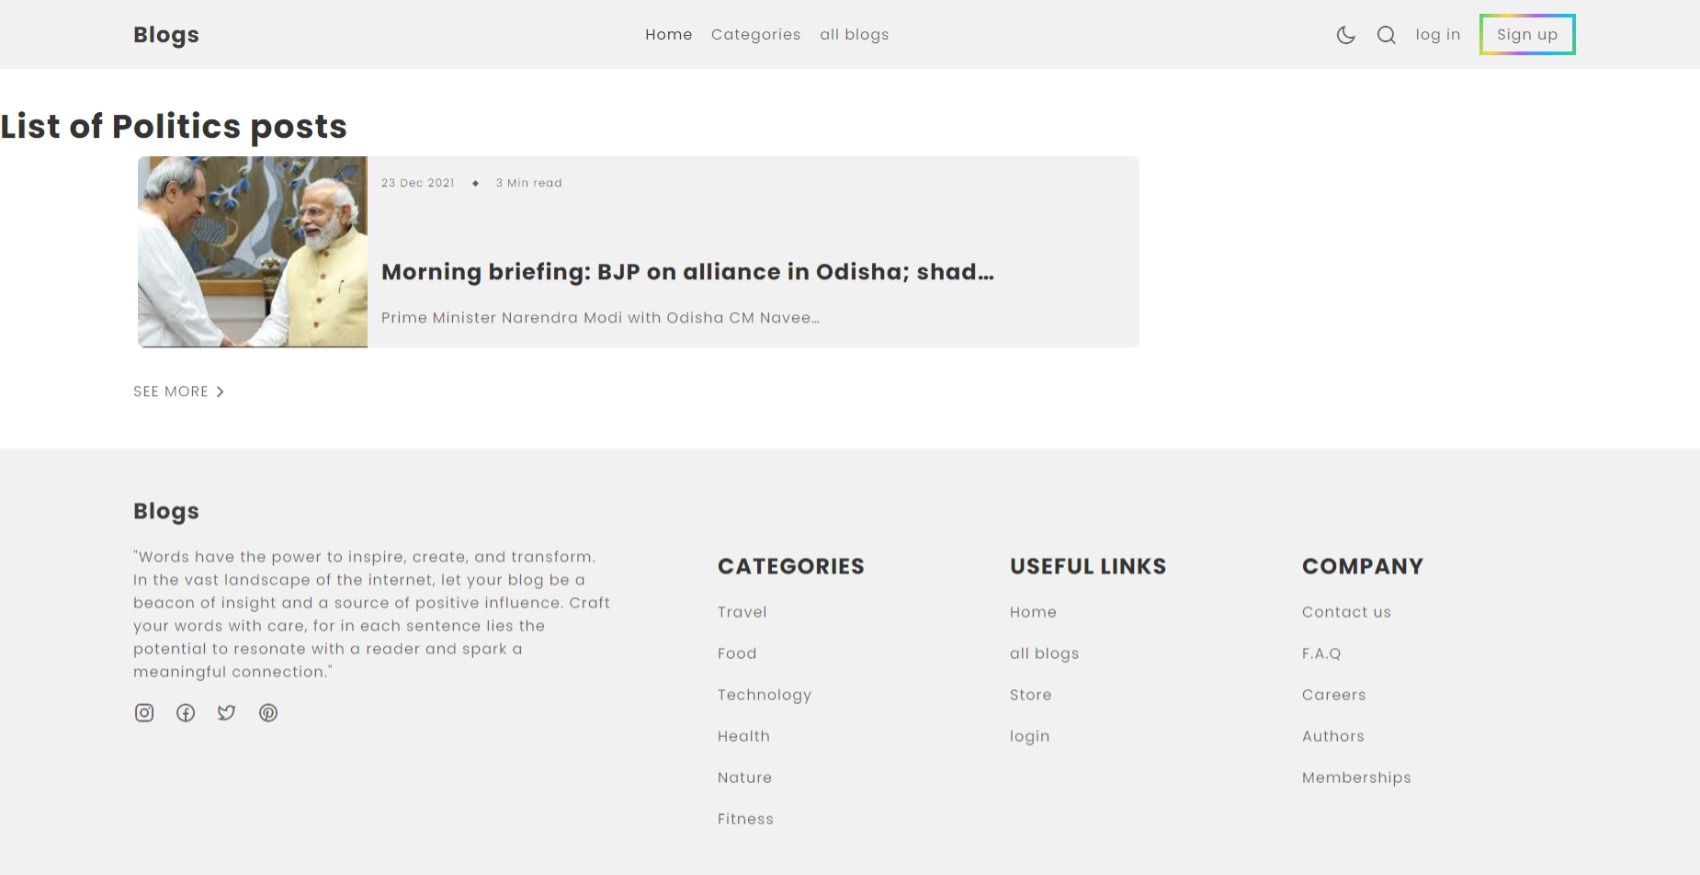 Blogs
Home
Categories
all blogs
log in
Sign up
List of Politics posts
23 Dec 2021 ◆ 3 Min read
Morning briefing: BJP on alliance in Odisha; shad...
Prime Minister Narendra Modi with Odisha CM Navee...
SEE MORE
Blogs
"Words have the power to inspire, create, and transform.
In the vast landscape of the internet, let your blog be a
beacon of insight and a source of positive influence. Craft
your words with care, for in each sentence lies the
potential to resonate with a reader and spark a
meaningful connection."
CATEGORIES
Travel
Food
Technology
Health
Nature
Fitness
USEFUL LINKS
Home
all blogs
Store
login
COMPANY
Contact us
F.A.Q
Careers
Authors
Memberships